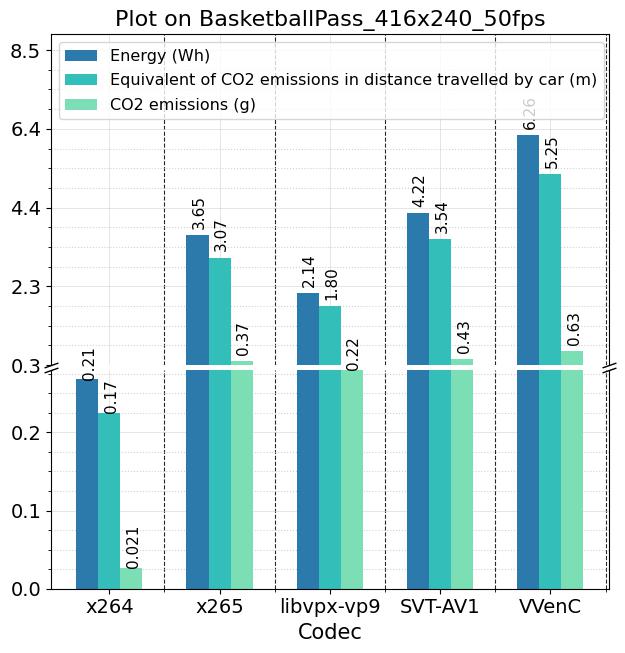 Plot on BasketballPass_416x240_50fps
Energy (Wh)
Equivalent of CO2 emissions in distance travelled by car (m)
CO2 emissions (g)
8.5
6.4
4.4
2.3
0.3
0.2
0.1
0.0
0.21
0.17
0.021
3.65
3.07
0.37
2.14
1.80
0.22
4.22
3.54
0.43
6.26
5.25
0.63
x264
x265
libvpx-vp9
SVT-AV1
VVenC
Codec